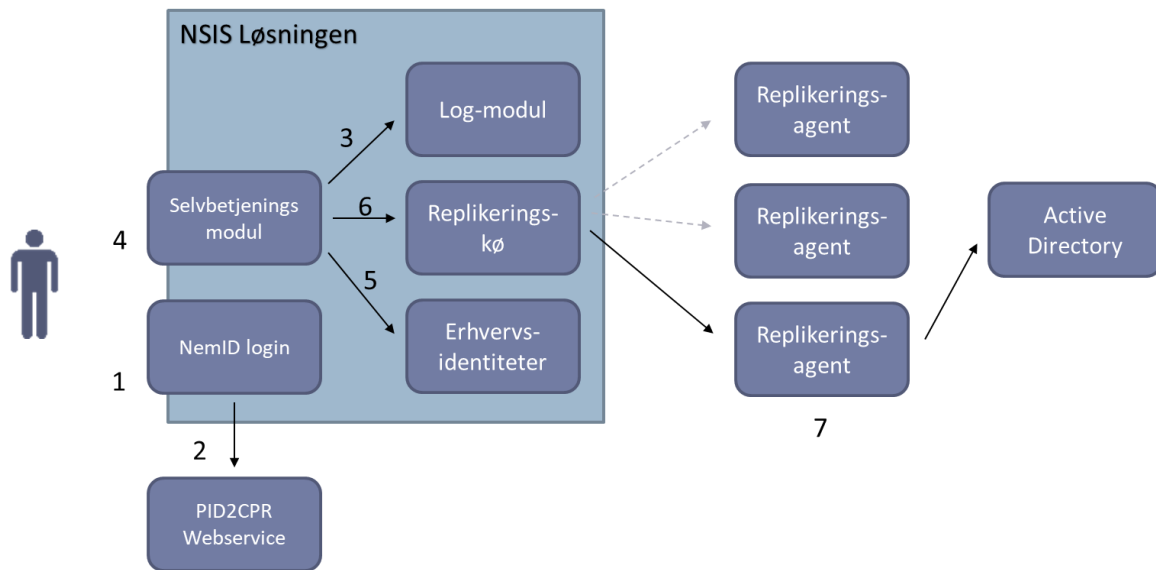 NSIS Løsningen
Log-modul
Replikerings-
agent
3
Selvbetjenings
modul
6
Replikerings-
kø
Replikerings-
agent
Active
Directory
4
5
NemID login
Erhvervs-
identiteter
Replikerings-
agent
1
7
2
PID2CPR
Webservice